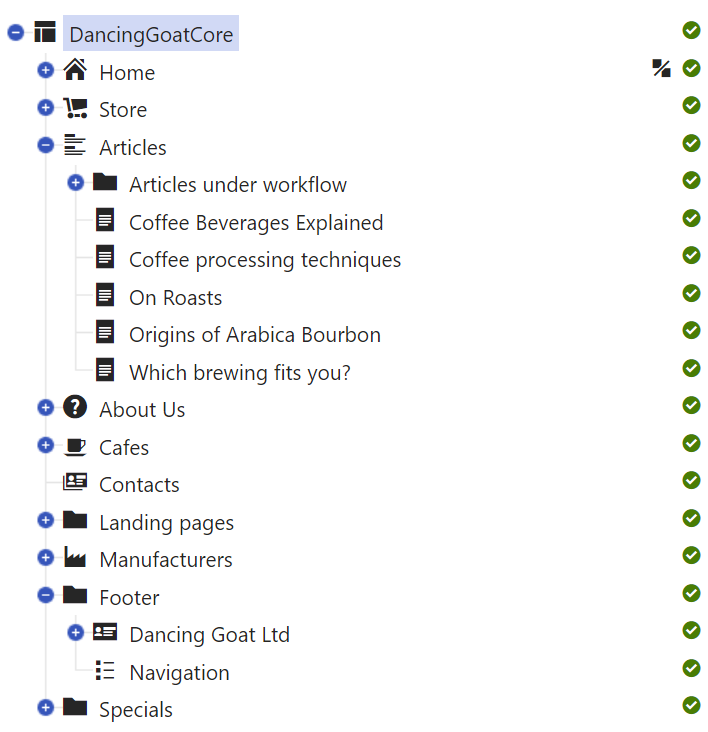 DancingGoatCore
Home
Store
Articles
Articles under workflow
Coffee Beverages Explained
Coffee processing techniques
On Roasts
Origins of Arabica Bourbon
Which brewing fits you?
About Us
Cafes
Contacts
Landing pages
Manufacturers
Footer
Dancing Goat Ltd
Navigation
Specials